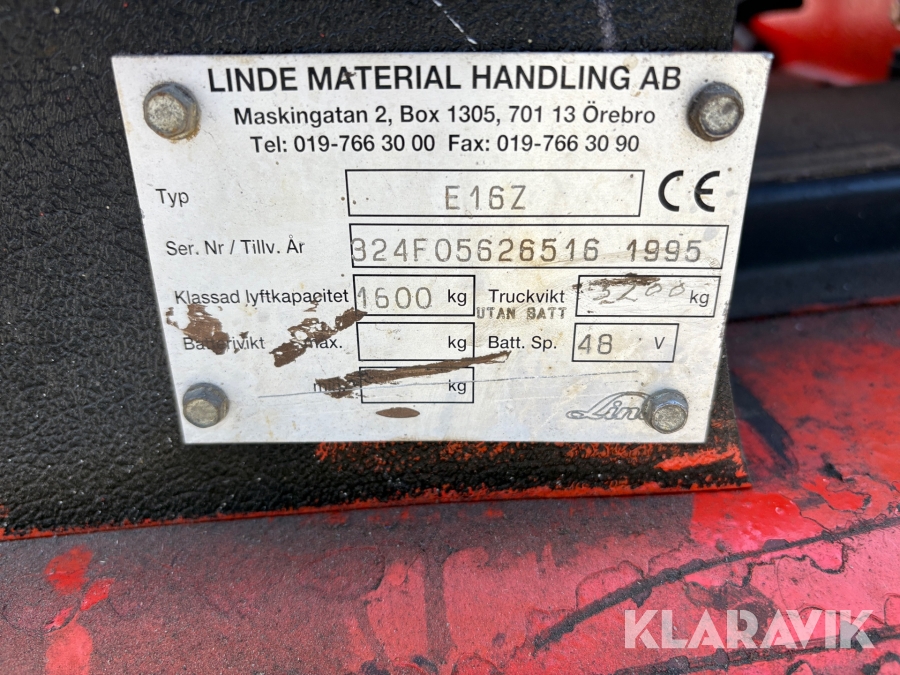 LINDE MATERIAL HANDLING AB
Maskingatan 2, Box 1305, 701 13 Örebro
Tel: 019-766 30 00 Fax: 019-766 30 90
Typ E16Z CE
Ser. Nr / Tillv. År 324F05626516 1995
Klassad lyftkapacitet 1600 kg Truckvikt kg
UTAN BATT
max. kg Batt. Sp. 48 V
kg
KLARAVIK